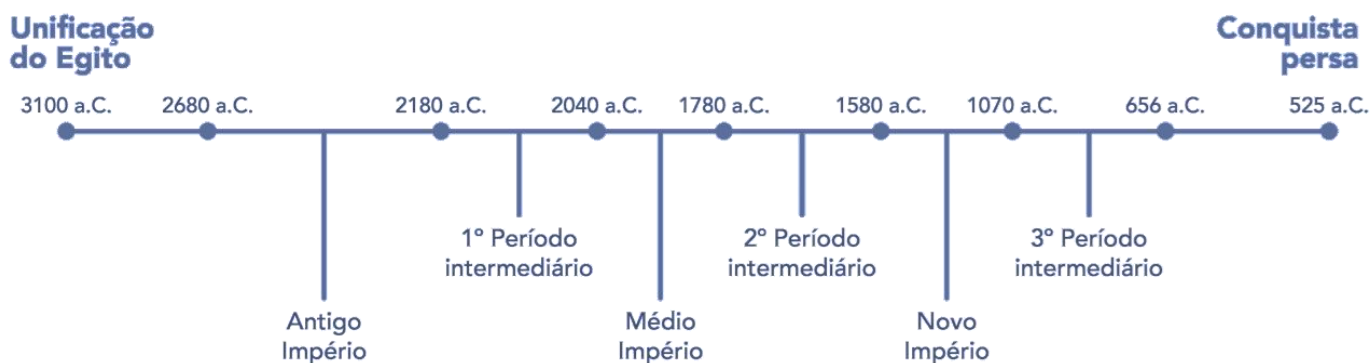 Unificação
do Egito
Conquista
persa
3100 a.C. 2680 a.C. 2180 a.C. 2040 a.C. 1780 a.C. 1580 a.C. 1070 a.C. 656 a.C. 525 a.C.
1º Período
intermediário
2º Período
intermediário
3º Período
intermediário
Antigo
Império
Médio
Império
Novo
Império